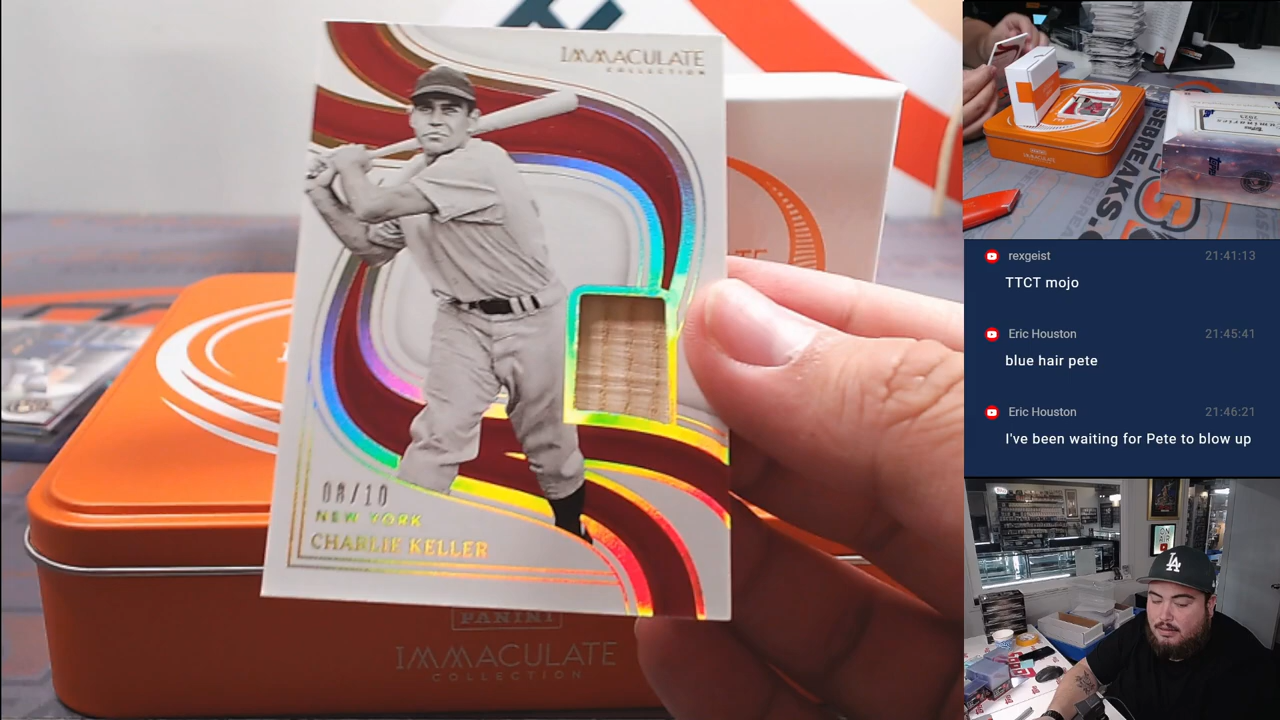 IMMACULATE
COLLECTION
08/10
NEW YORK
CHARLIE KELLER
PANINI
IMMACULATE
COLLECTION
SEBREAKS.
rexgeist
21:41:13
TTCT mojo
Eric Houston
21:45:41
blue hair pete
Eric Houston
21:46:21
I've been waiting for Pete to blow up
LA